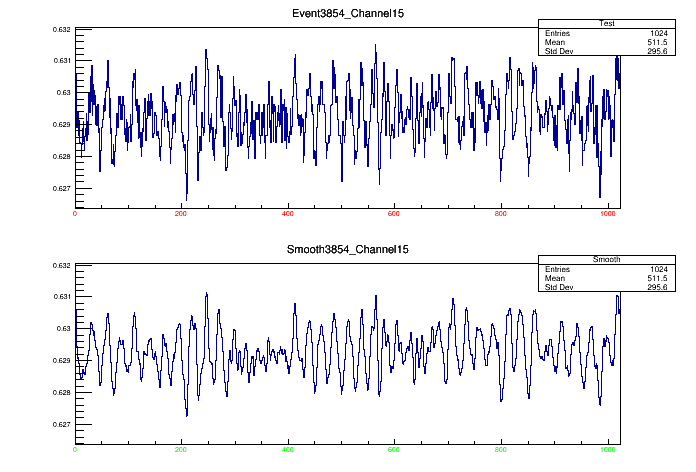 Event3854_Channel15
Test
Entries 1024
Mean 511.5
Std Dev 295.6
0.632
0.631
0.63
0.629
0.628
0.627
0 200 400 600 800 1000
Smooth3854_Channel15
Smooth
Entries 1024
Mean 511.5
Std Dev 295.6
0.632
0.631
0.63
0.629
0.628
0.627
0 200 400 600 800 1000